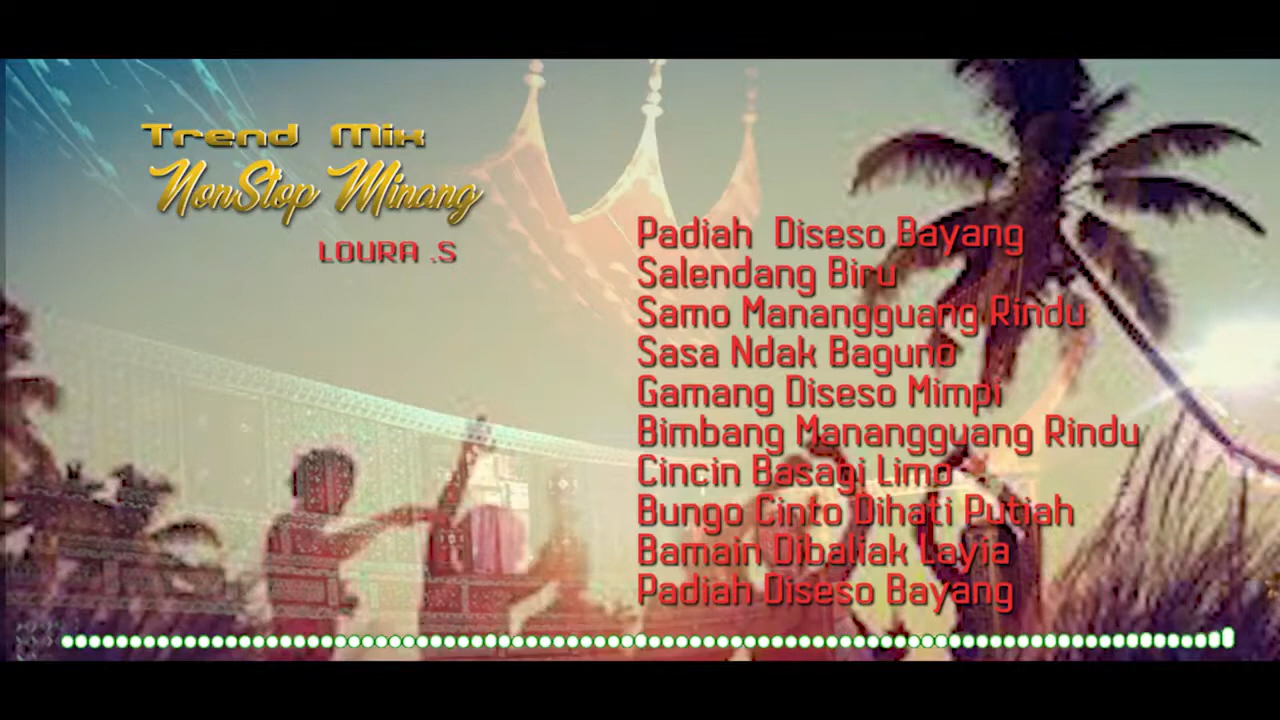 Trend Mix
NonStop Minang
LOURA .S
Padiah Diseso Bayang
Salendang Biru
Samo Manangguang Rindu
Sasa Ndak Baguno
Gamang Diseso Mimpi
Bimbang Manangguang Rindu
Cincin Basagi Limo
Bungo Cinto Dihati Putiah
Bamain Dibaliak Layia
Padiah Diseso Bayang